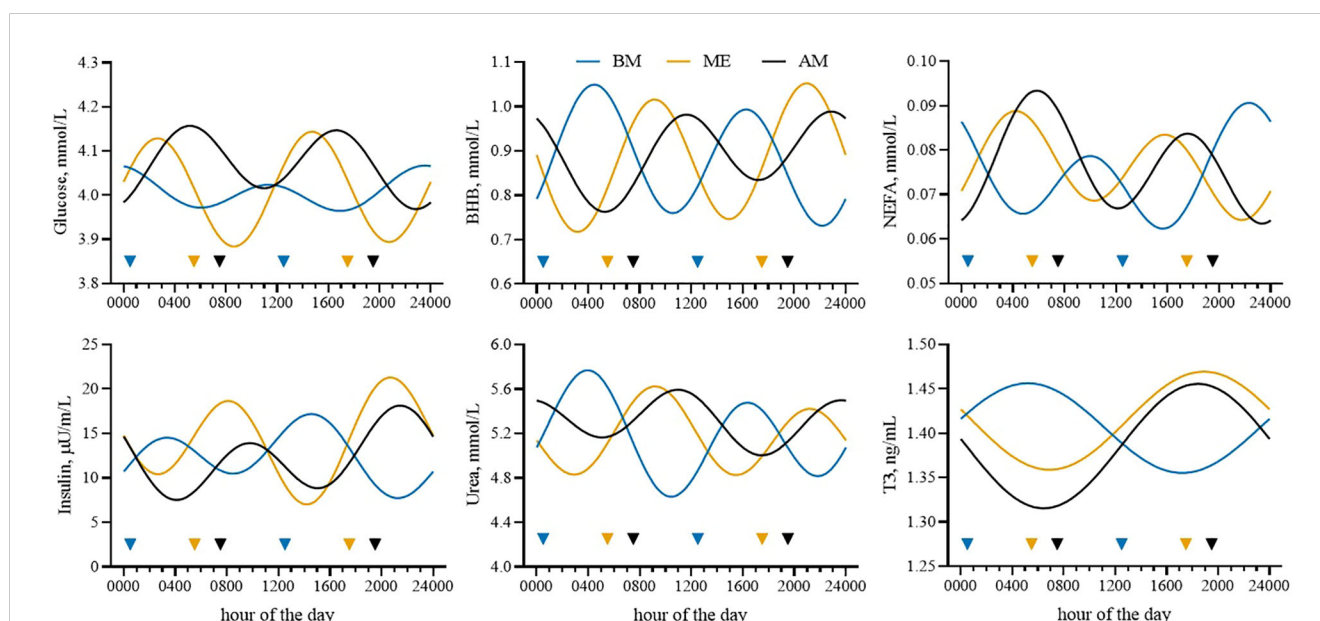 BM ME AM
Glucose, mmol/L
4.3
4.2
4.1
4.0
3.9
3.8
0000 0400 0800 1200 1600 2000 24000
BHB, mmol/L
1.1
1.0
0.9
0.8
0.7
0.6
0000 0400 0800 1200 1600 2000 24000
NEFA, mmol/L
0.10
0.09
0.08
0.07
0.06
0.05
0000 0400 0800 1200 1600 2000 24000
Insulin, µU/m/L
25
20
15
10
5
0
0000 0400 0800 1200 1600 2000 2400
hour of the day
Urea, mmol/L
6.0
5.6
5.2
4.8
4.4
4.0
0000 0400 0800 1200 1600 2000 24000
hour of the day
T3, ng/mL
1.50
1.45
1.40
1.35
1.30
1.25
0000 0400 0800 1200 1600 2000 24000
hour of the day